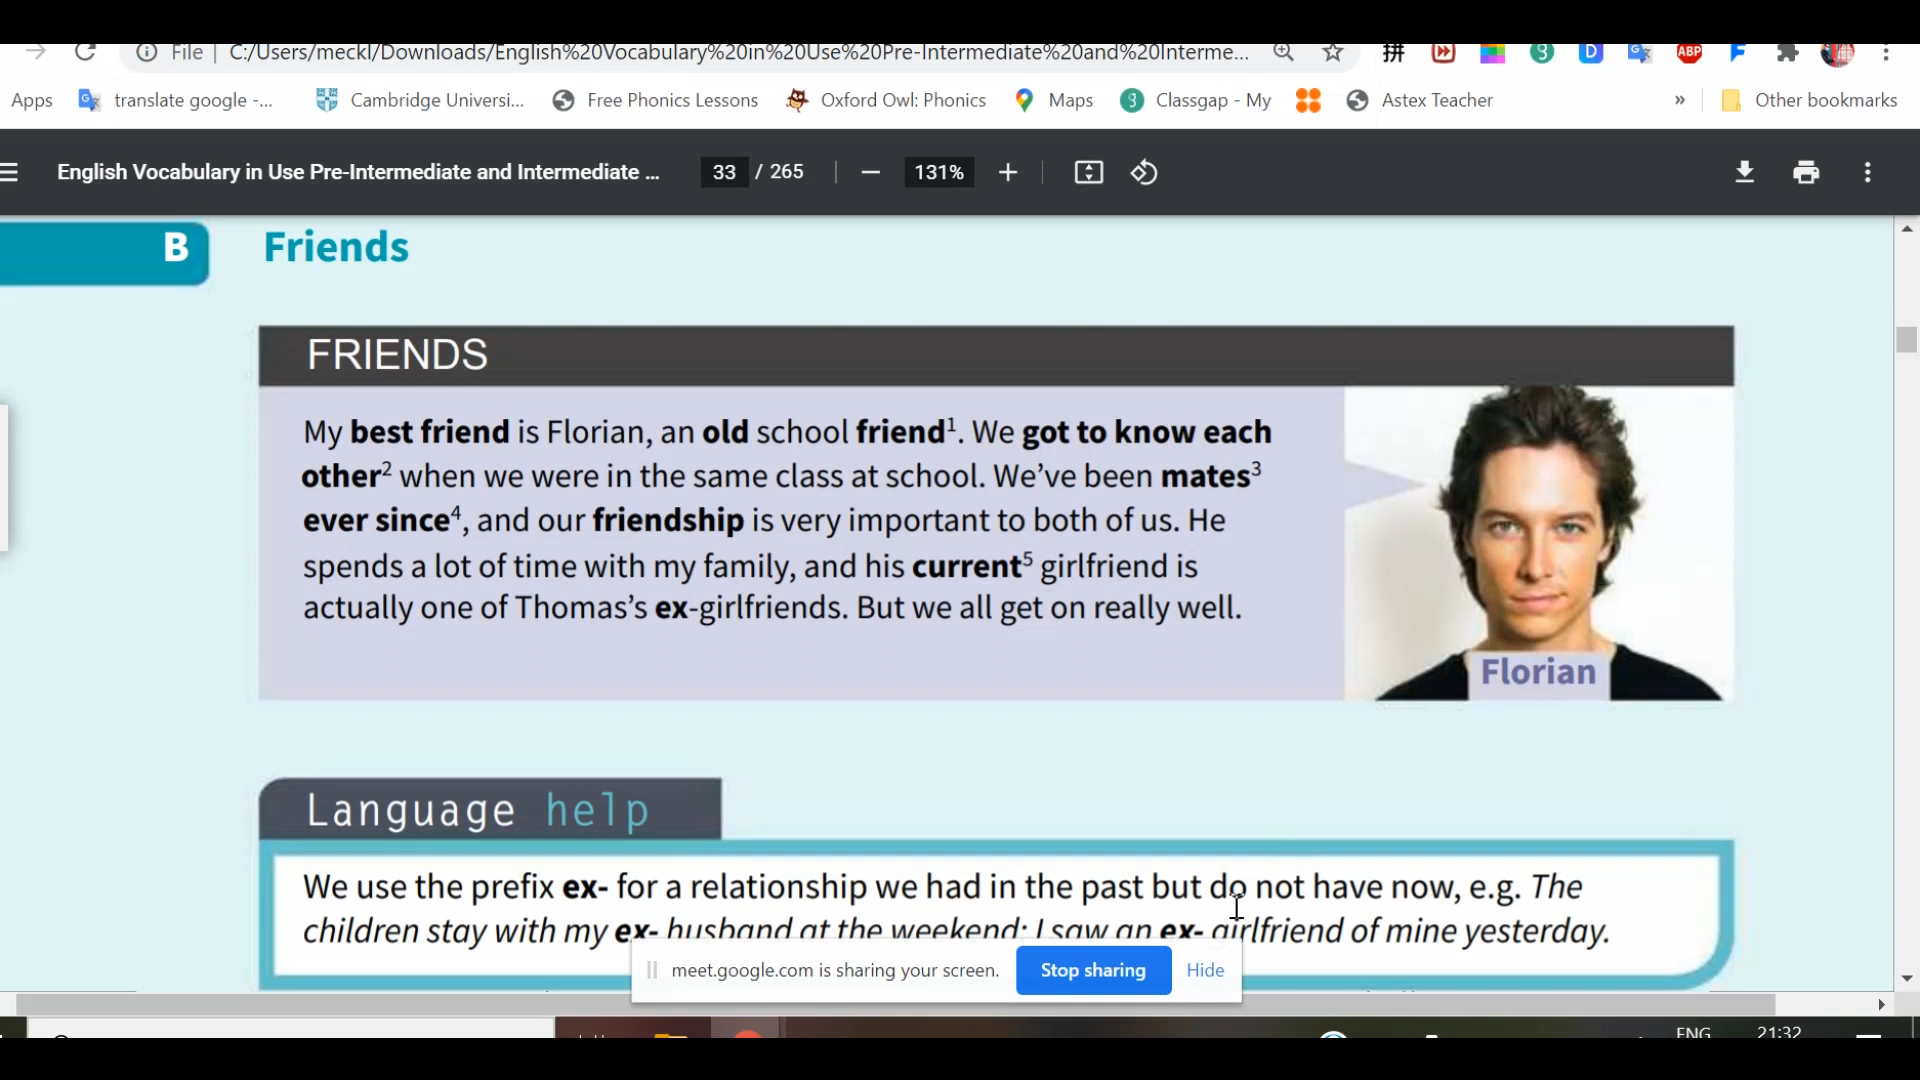 File | C:/Users/meckl/Downloads/English%20Vocabulary%20in%20Use%20Pre-Intermediate%20and%20Interme...
ABP
Apps translate google -... Cambridge Universi... Free Phonics Lessons Oxford Owl: Phonics Maps Classgap - My Astex Teacher » Other bookmarks
English Vocabulary in Use Pre-Intermediate and Intermediate ... 33 / 265 — 131% +
B Friends
FRIENDS
My best friend is Florian, an old school friend¹. We got to know each
other² when we were in the same class at school. We've been mates³
ever since⁴, and our friendship is very important to both of us. He
spends a lot of time with my family, and his current⁵ girlfriend is
actually one of Thomas's ex-girlfriends. But we all get on really well.
Florian
Language help
We use the prefix ex- for a relationship we had in the past but do not have now, e.g. The
children stay with my ex- husband at the weekend; I saw an ex- girlfriend of mine yesterday.
meet.google.com is sharing your screen. Stop sharing Hide
ENG 21:32